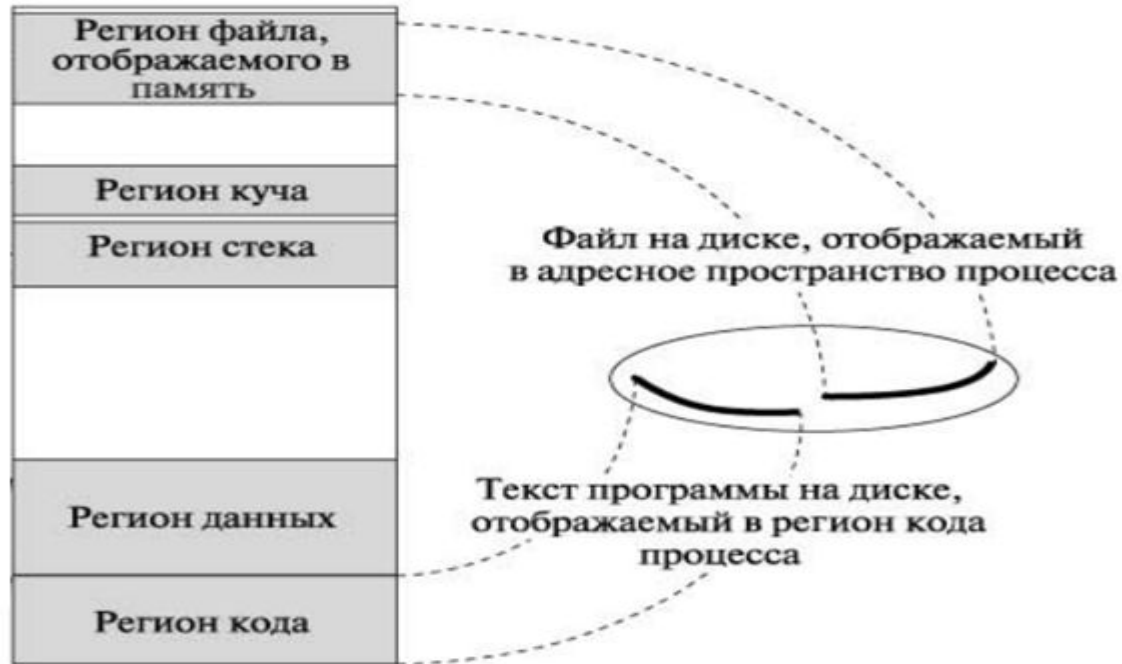 Регион файла,
отображаемого в
память
Регион куча
Регион стека
Файл на диске, отображаемый
в адресное пространство процесса
Регион данных
Текст программы на диске,
отображаемый в регион кода
процесса
Регион кода